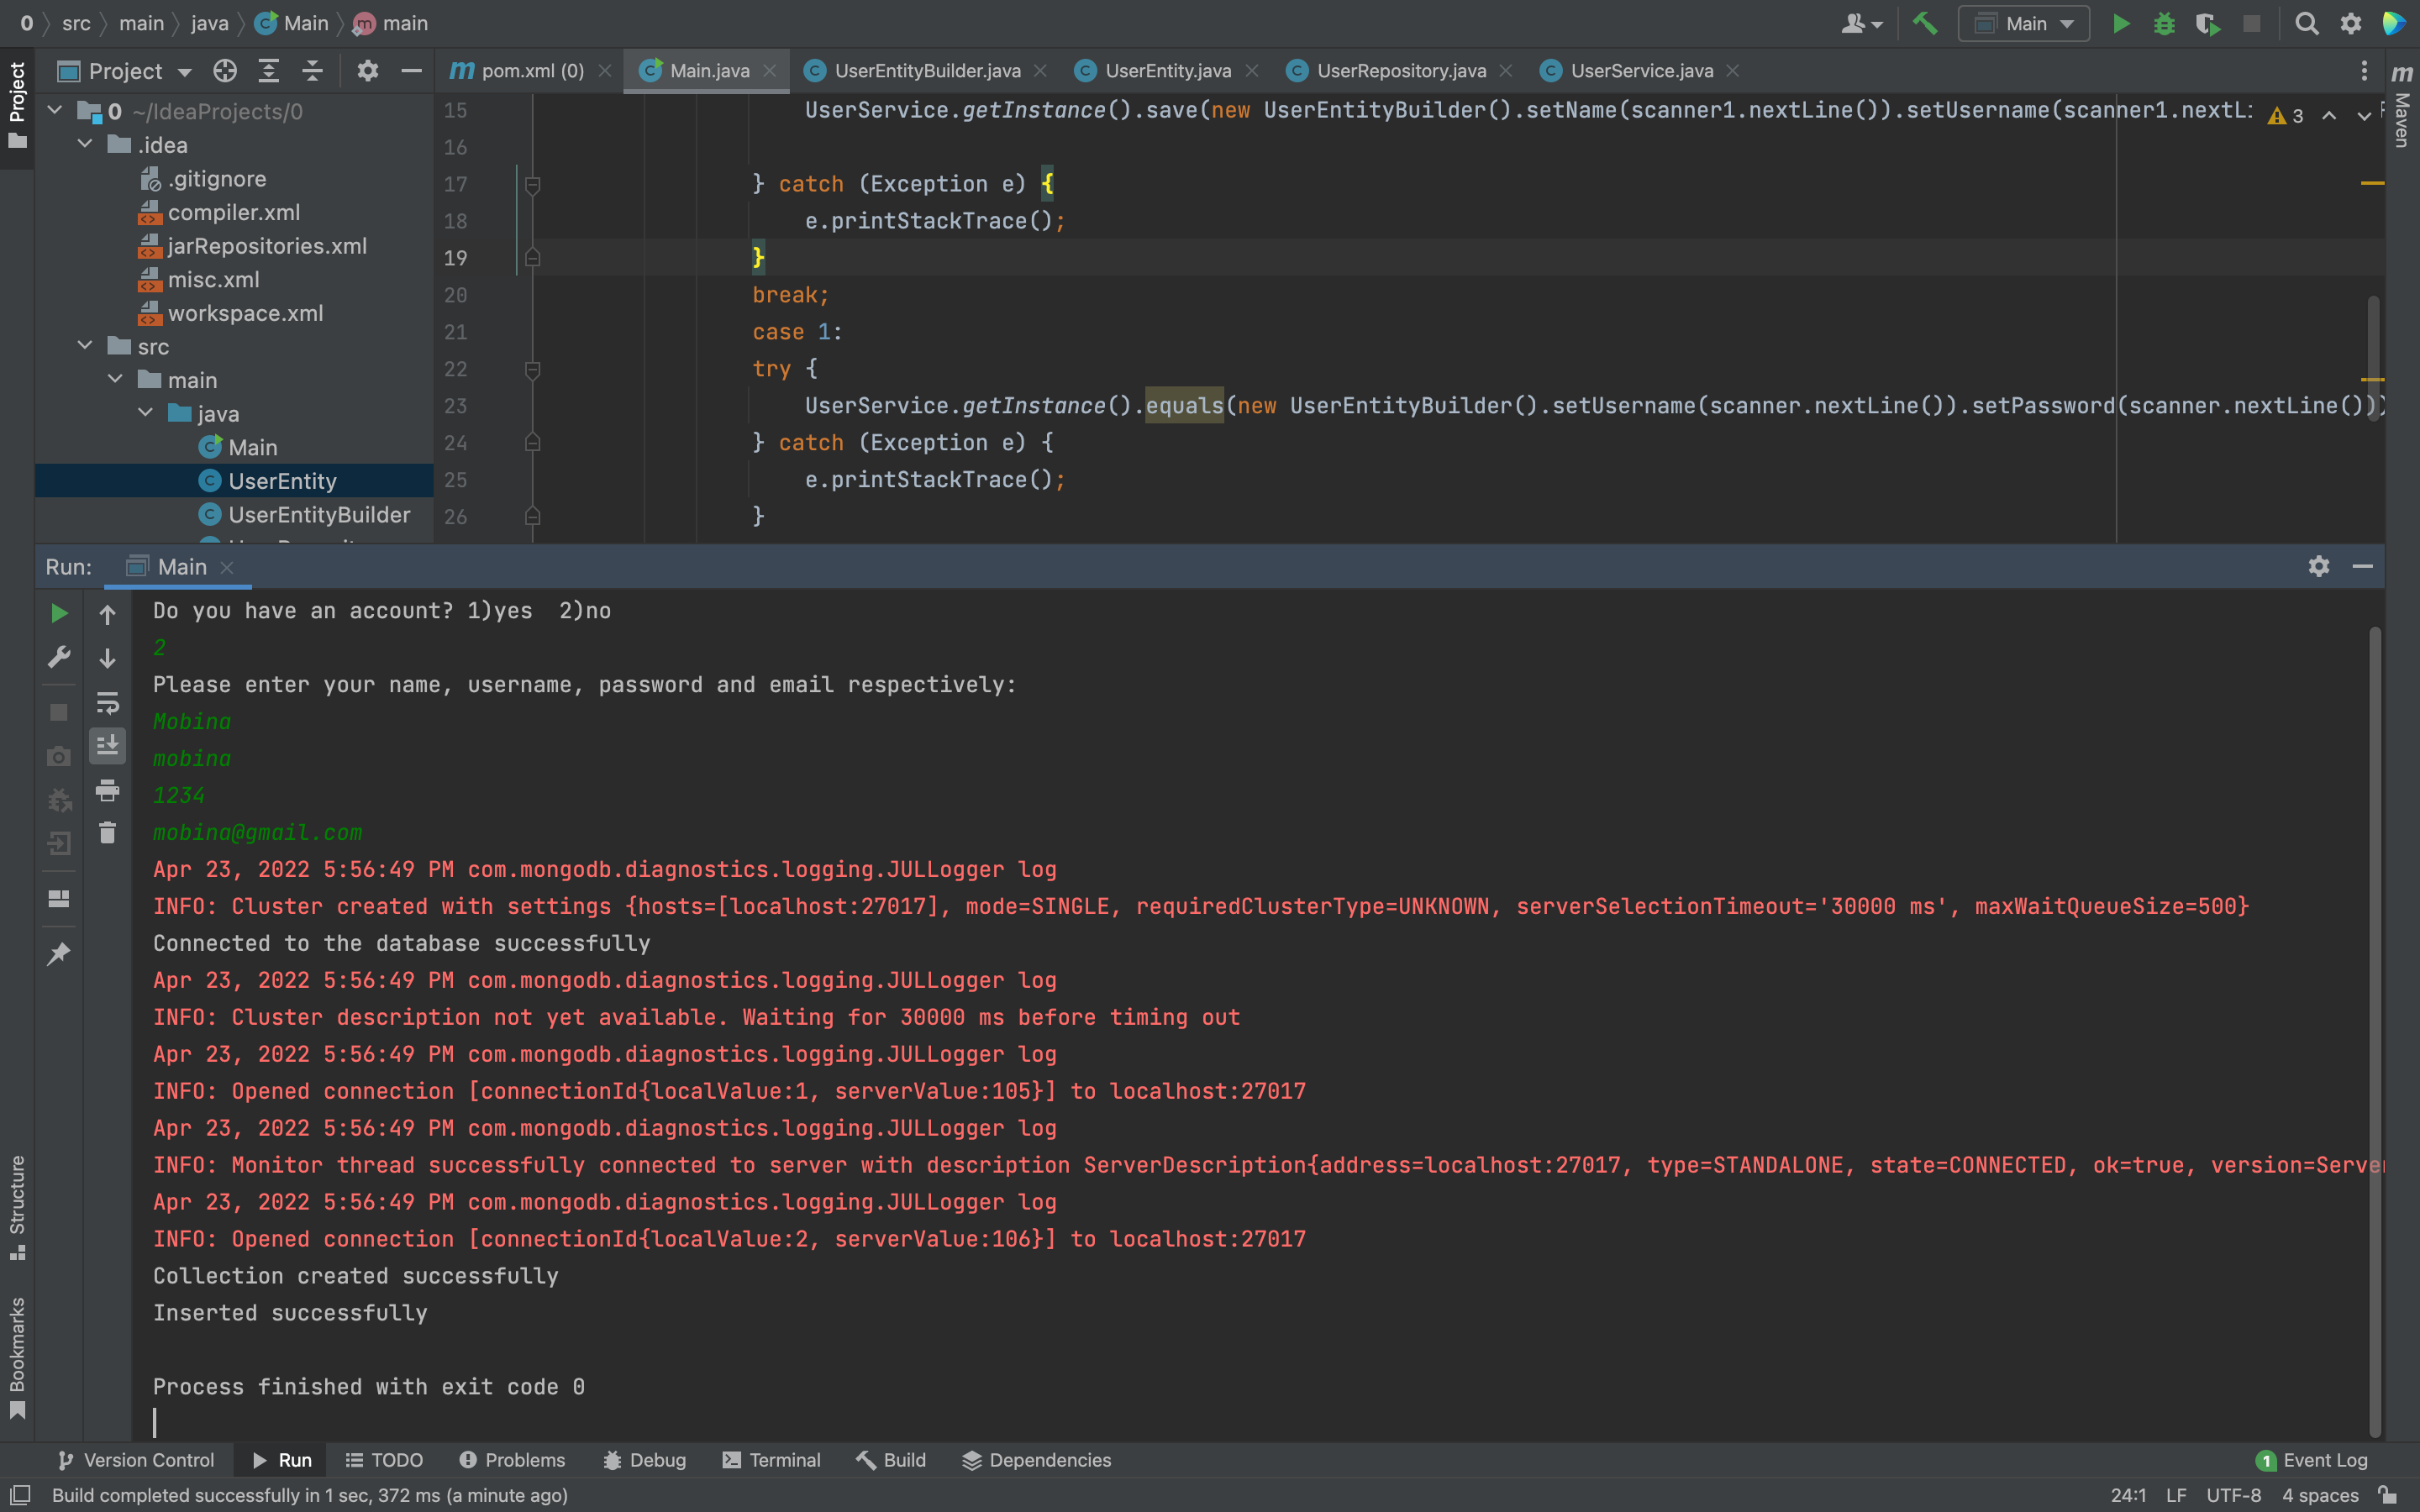 0 src main java Main main
Main
Project
pom.xml (0) Main.java UserEntityBuilder.java UserEntity.java UserRepository.java UserService.java
Project
Maven
0 ~/IdeaProjects/0
.idea
.gitignore
compiler.xml
jarRepositories.xml
misc.xml
workspace.xml
src
main
java
Main
UserEntity
UserEntityBuilder
15 UserService.getInstance().save(new UserEntityBuilder().setName(scanner1.nextLine()).setUsername(scanner1.nextL: 3
16
17 } catch (Exception e) {
18 e.printStackTrace();
19 }
20 break;
21 case 1:
22 try {
23 UserService.getInstance().equals(new UserEntityBuilder().setUsername(scanner.nextLine()).setPassword(scanner.nextLine()))
24 } catch (Exception e) {
25 e.printStackTrace();
26 }
Run: Main
Do you have an account? 1)yes  2)no
2
Please enter your name, username, password and email respectively:
Mobina
mobina
1234
mobina@gmail.com
Apr 23, 2022 5:56:49 PM com.mongodb.diagnostics.logging.JULLogger log
INFO: Cluster created with settings {hosts=[localhost:27017], mode=SINGLE, requiredClusterType=UNKNOWN, serverSelectionTimeout='30000 ms', maxWaitQueueSize=500}
Connected to the database successfully
Apr 23, 2022 5:56:49 PM com.mongodb.diagnostics.logging.JULLogger log
INFO: Cluster description not yet available. Waiting for 30000 ms before timing out
Apr 23, 2022 5:56:49 PM com.mongodb.diagnostics.logging.JULLogger log
INFO: Opened connection [connectionId{localValue:1, serverValue:105}] to localhost:27017
Apr 23, 2022 5:56:49 PM com.mongodb.diagnostics.logging.JULLogger log
INFO: Monitor thread successfully connected to server with description ServerDescription{address=localhost:27017, type=STANDALONE, state=CONNECTED, ok=true, version=Server
Apr 23, 2022 5:56:49 PM com.mongodb.diagnostics.logging.JULLogger log
INFO: Opened connection [connectionId{localValue:2, serverValue:106}] to localhost:27017
Collection created successfully
Inserted successfully
Process finished with exit code 0
Structure
Bookmarks
Version Control Run TODO Problems Debug Terminal Build Dependencies 1 Event Log
Build completed successfully in 1 sec, 372 ms (a minute ago) 24:1 LF UTF-8 4 spaces